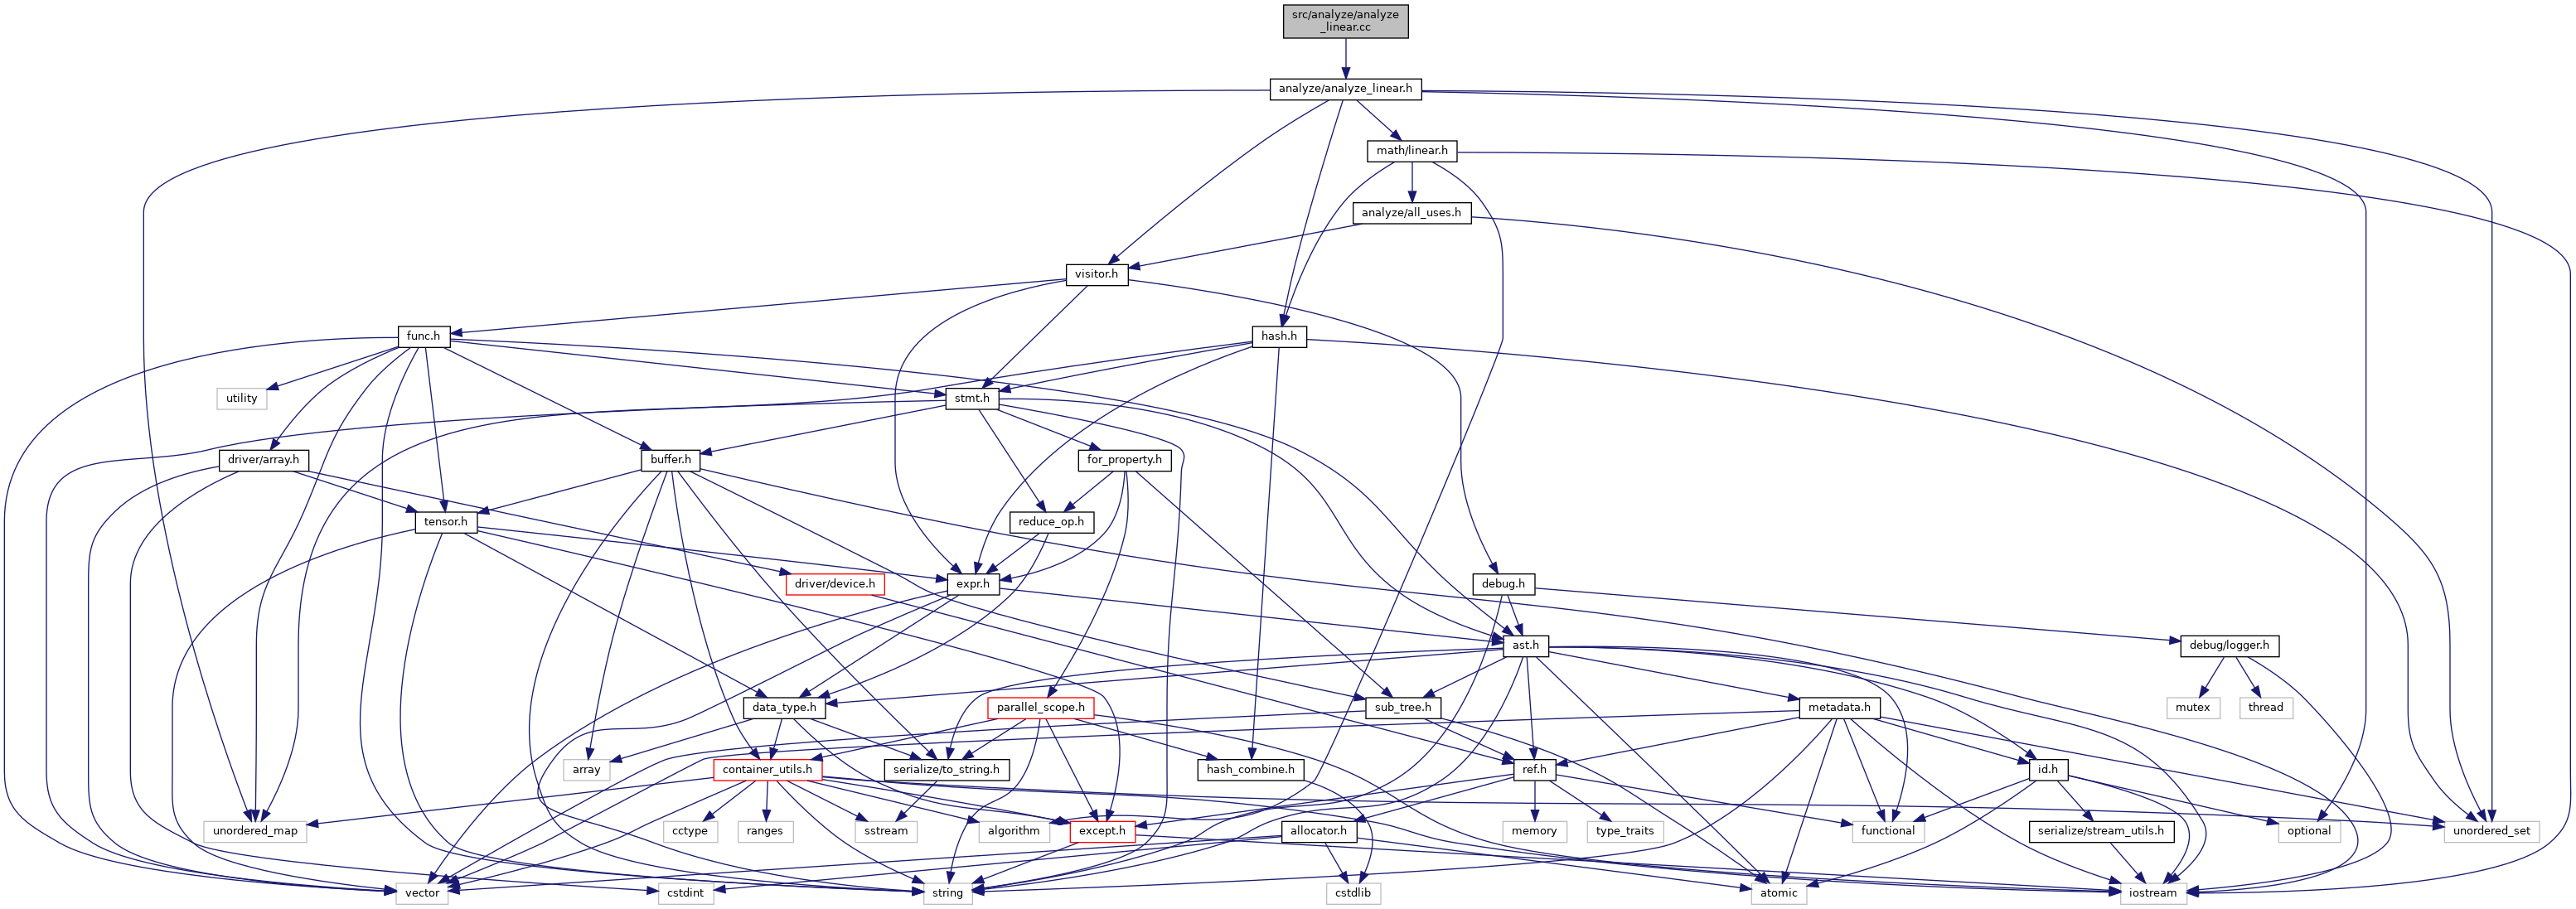 src/analyze/analyze
_linear.cc
analyze/analyze_linear.h
math/linear.h
analyze/all_uses.h
visitor.h
func.h
hash.h
utility
stmt.h
driver/array.h
buffer.h
for_property.h
tensor.h
reduce_op.h
driver/device.h
expr.h
debug.h
ast.h
debug/logger.h
data_type.h
parallel_scope.h
sub_tree.h
metadata.h
mutex
thread
array
container_utils.h
serialize/to_string.h
hash_combine.h
ref.h
id.h
unordered_map
cctype
ranges
sstream
algorithm
except.h
allocator.h
memory
type_traits
functional
serialize/stream_utils.h
optional
unordered_set
vector
cstdint
string
cstdlib
atomic
iostream